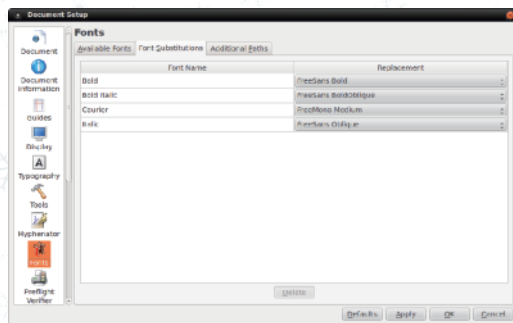 Document Setup
Fonts
Available Fonts Font Substitutions Additional Paths
Font Name Replacement
Bold FreeSans Bold
Bold Italic FreeSans BoldOblique
Courier FreeMono Medium
Italic FreeSans Oblique
Document
Document
Information
Guides
Display
Typography
Tools
Hyphenator
Fonts
Preflight
Verifier
Delete
Defaults Apply OK Cancel